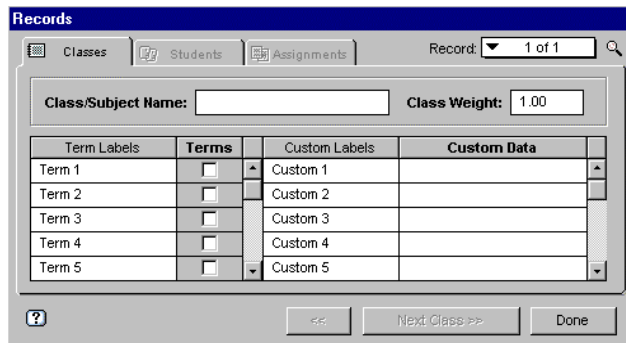 Records
Classes Students Assignments Record: 1 of 1
Class/Subject Name: Class Weight: 1.00
Term Labels Terms Custom Labels Custom Data
Term 1 Custom 1
Term 2 Custom 2
Term 3 Custom 3
Term 4 Custom 4
Term 5 Custom 5
? << Next Class >> Done